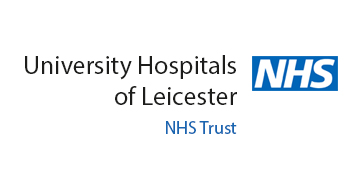 University Hospitals
of Leicester
NHS
NHS Trust